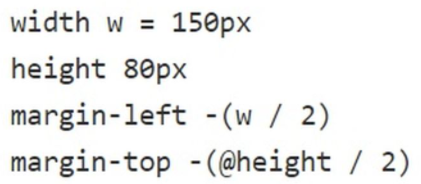 width w = 150px
height 80px
margin-left -(w / 2)
margin-top -(@height / 2)